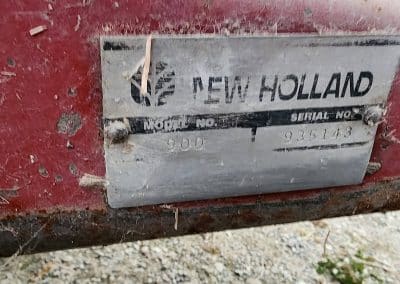 NEW HOLLAND
MODEL NO. SERIAL NO.
900 935143